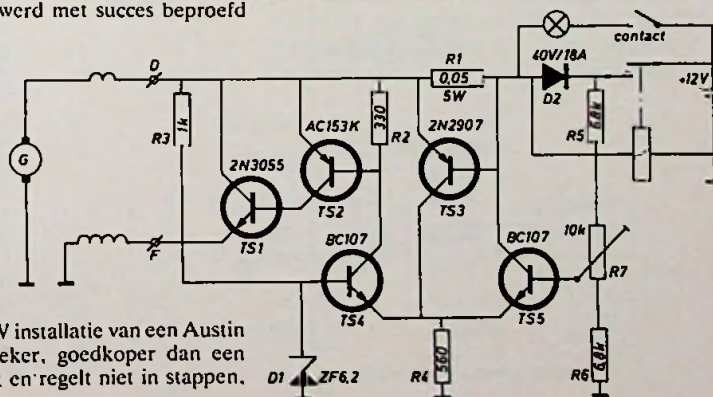 werd met succes beproefd
contact
D
R1
0,05
5W
40V/18A
D2
+12V
R3
1k
AC153K
330
R2
2N2907
R5
6,8k
G
2N3055
TS2
TS3
TS1
BC107
BC107
10k
R7
F
TS4
TS5
W installatie van een Austin
eker, goedkoper dan een
en regelt niet in stappen,
D1
ZF6,2
R4
560
R6
6,8k